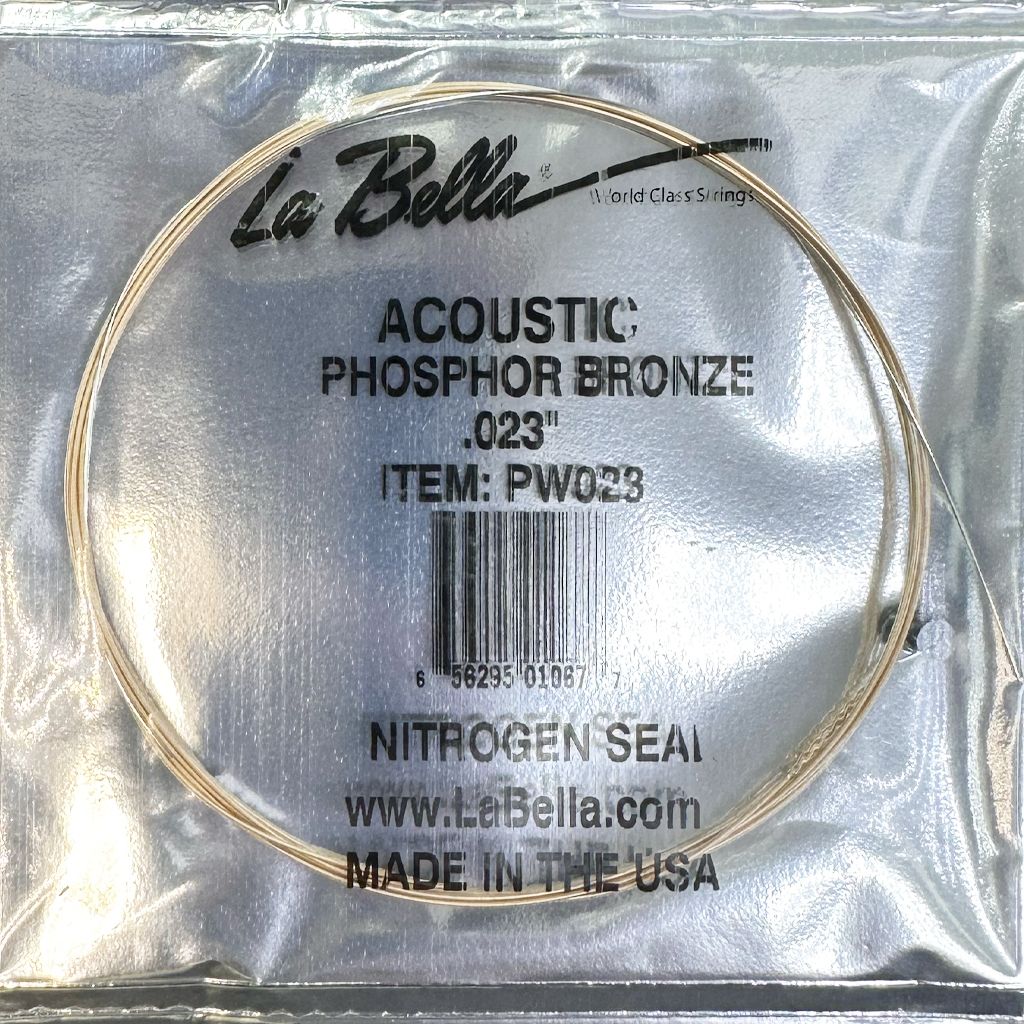 La Bella®
World Class Strings
ACOUSTIC
PHOSPHOR BRONZE
.023"
ITEM: PW023
6 56295 01067 7
NITROGEN SEAL
www.LaBella.com
MADE IN THE USA